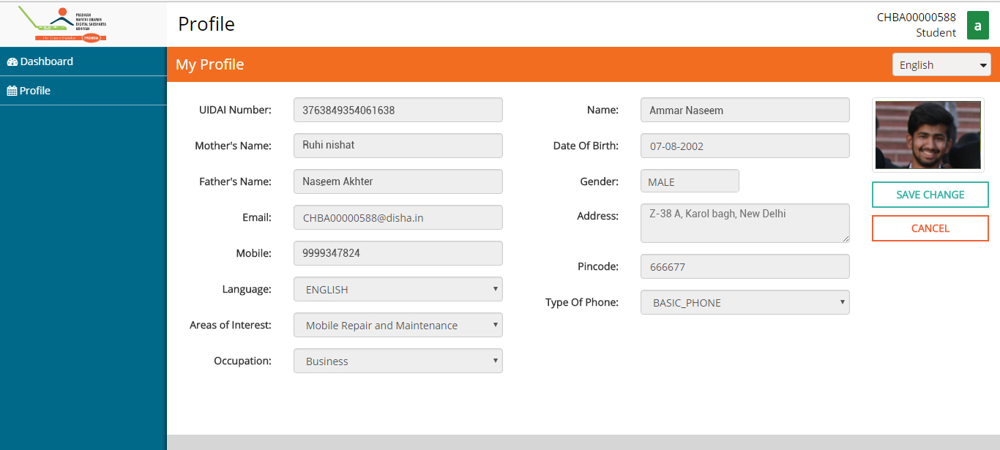 PRADHAN
MANTRI GRAMIN
DIGITAL SAKSHARTA
ABHIYAN
PMGDISHA
Profile
CHBA00000588
Student
a
Dashboard
Profile
My Profile
English
UIDAI Number:
3763849354061638
Name:
Ammar Naseem
Mother's Name:
Ruhi nishat
Date Of Birth:
07-08-2002
Father's Name:
Naseem Akhter
Gender:
MALE
Email:
CHBA00000588@disha.in
Address:
Z-38 A, Karol bagh, New Delhi
Mobile:
9999347824
Pincode:
666677
Language:
ENGLISH
Type Of Phone:
BASIC_PHONE
Areas of Interest:
Mobile Repair and Maintenance
Occupation:
Business
SAVE CHANGE
CANCEL